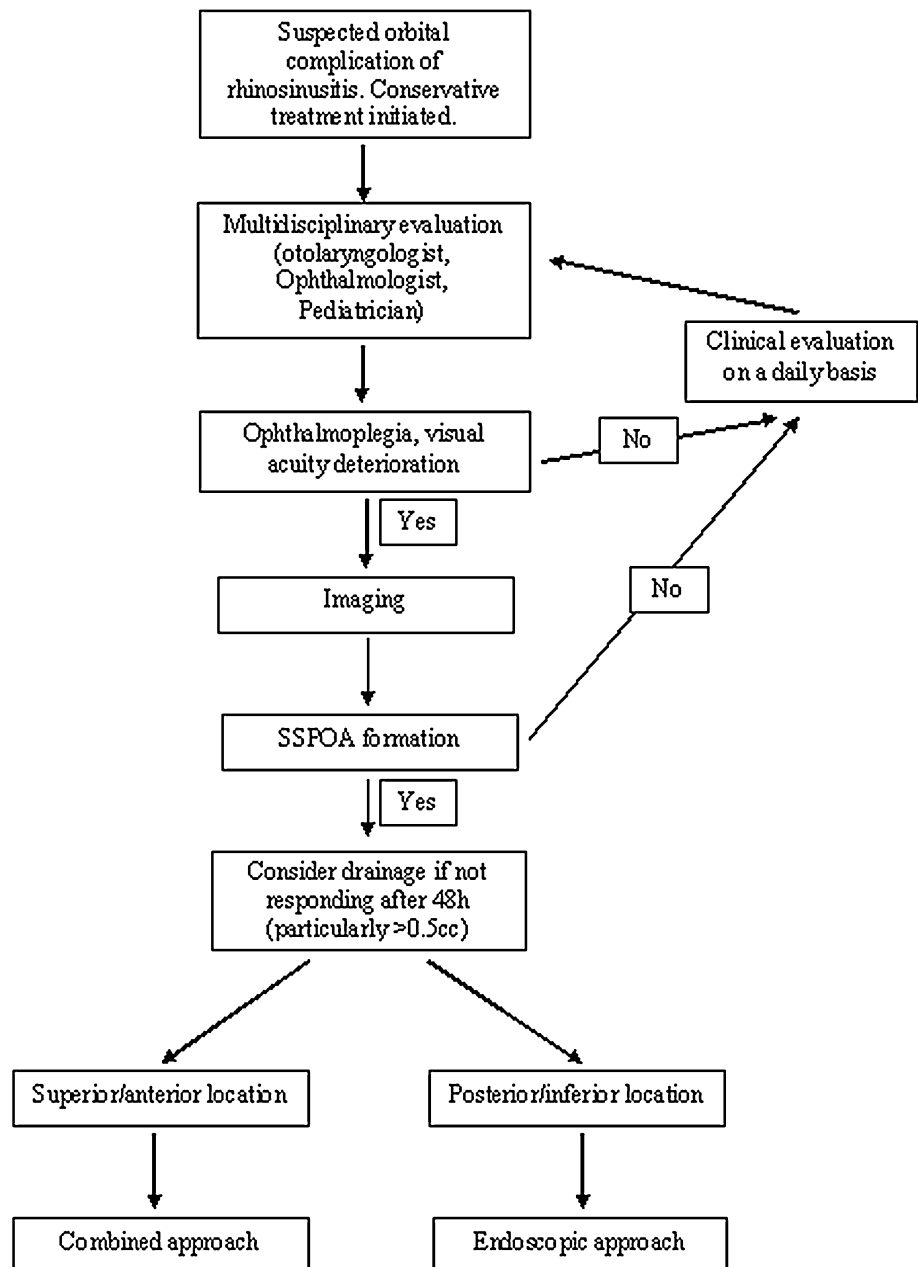 Suspected orbital
complication of
rhinosinusitis. Conservative
treatment initiated.
Multidisciplinary evaluation
(otolaryngologist,
Ophthalmologist,
Pediatrician)
Clinical evaluation
on a daily basis
Ophthalmoplegia, visual
acuity deterioration
No
Yes
Imaging
No
SSPOA formation
Yes
Consider drainage if not
responding after 48h
(particularly >0.5cc)
Superior/anterior location
Posterior/inferior location
Combined approach
Endoscopic approach